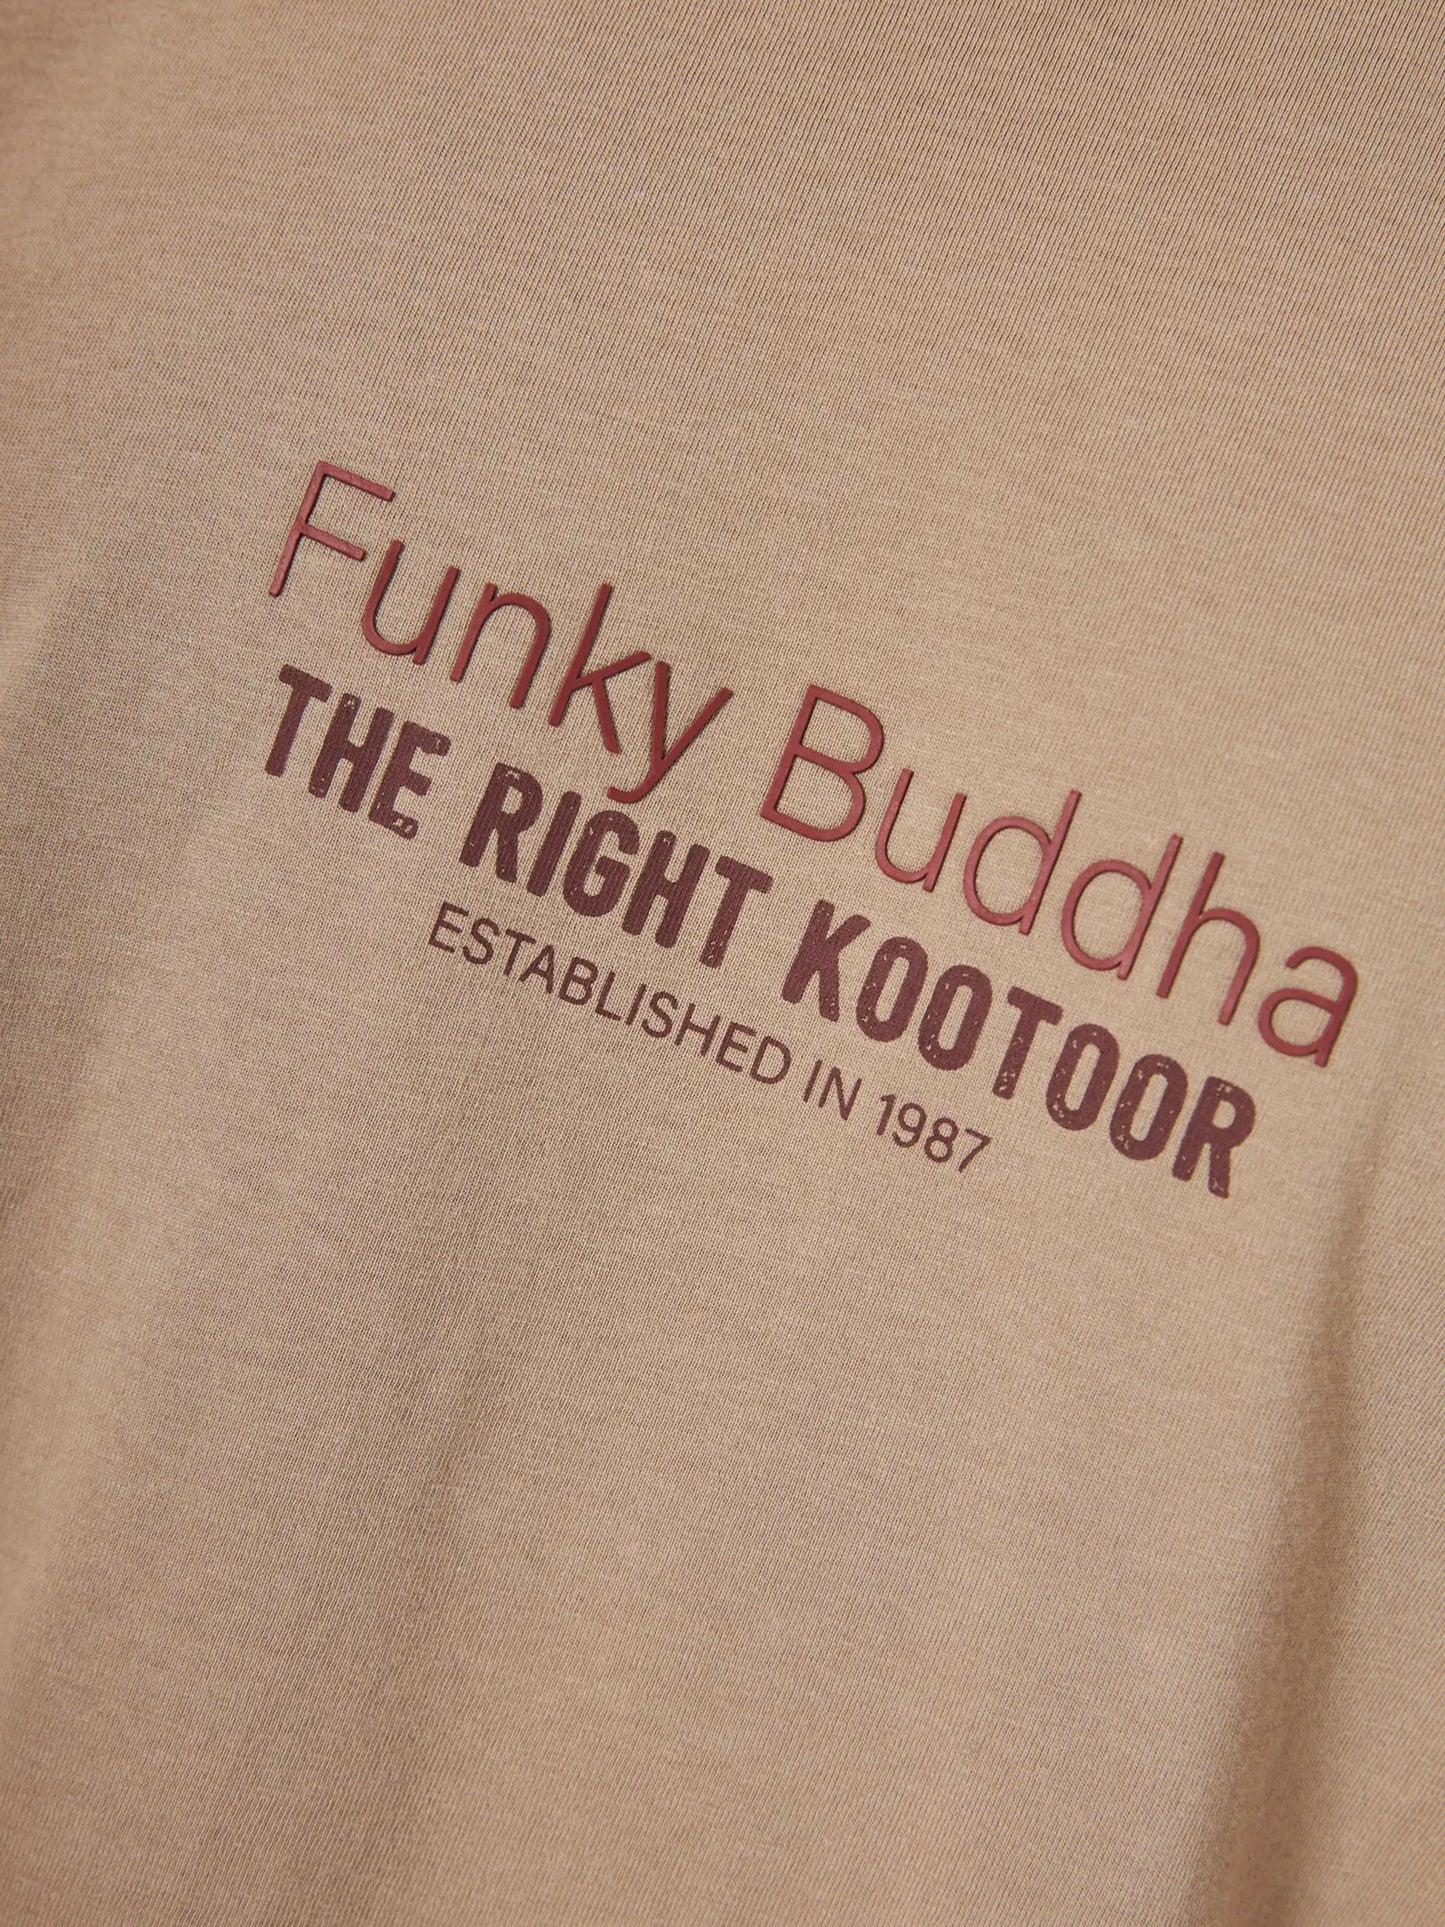 Funky Buddha
THE RIGHT KOOTOOR
ESTABLISHED IN 1987